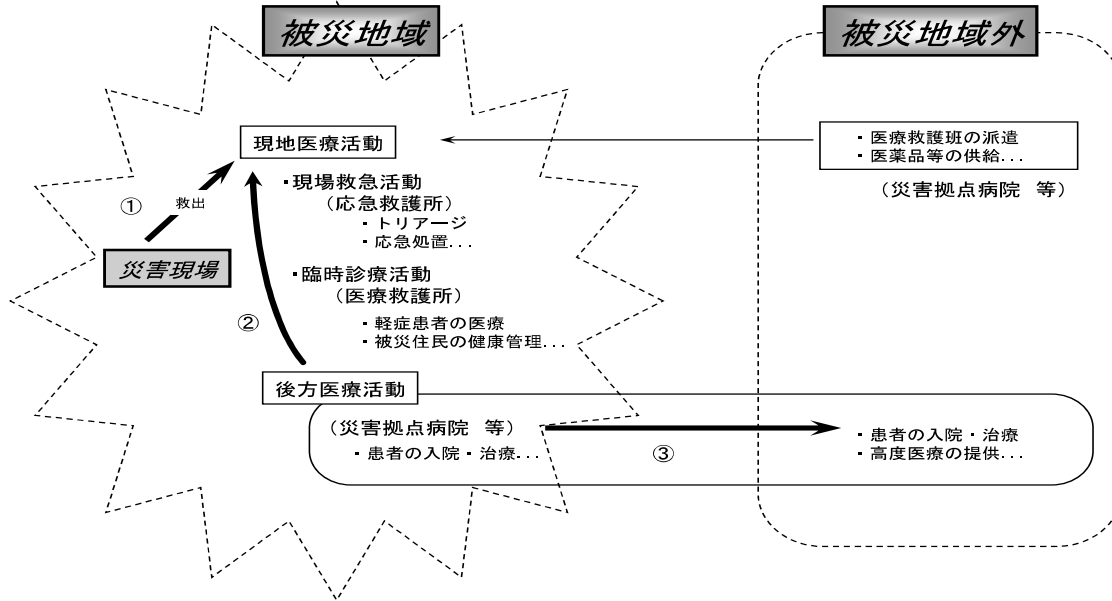 被災地域
被災地域外
現地医療活動
・医療救護班の派遣
・医薬品等の供給...
(災害拠点病院 等)
・現場救急活動
(応急救護所)
・トリアージ
・応急処置...
①
救出
災害現場
・臨時診療活動
(医療救護所)
・軽症患者の医療
・被災住民の健康管理...
②
後方医療活動
(災害拠点病院 等)
・患者の入院・治療...
③
・患者の入院・治療
・高度医療の提供...